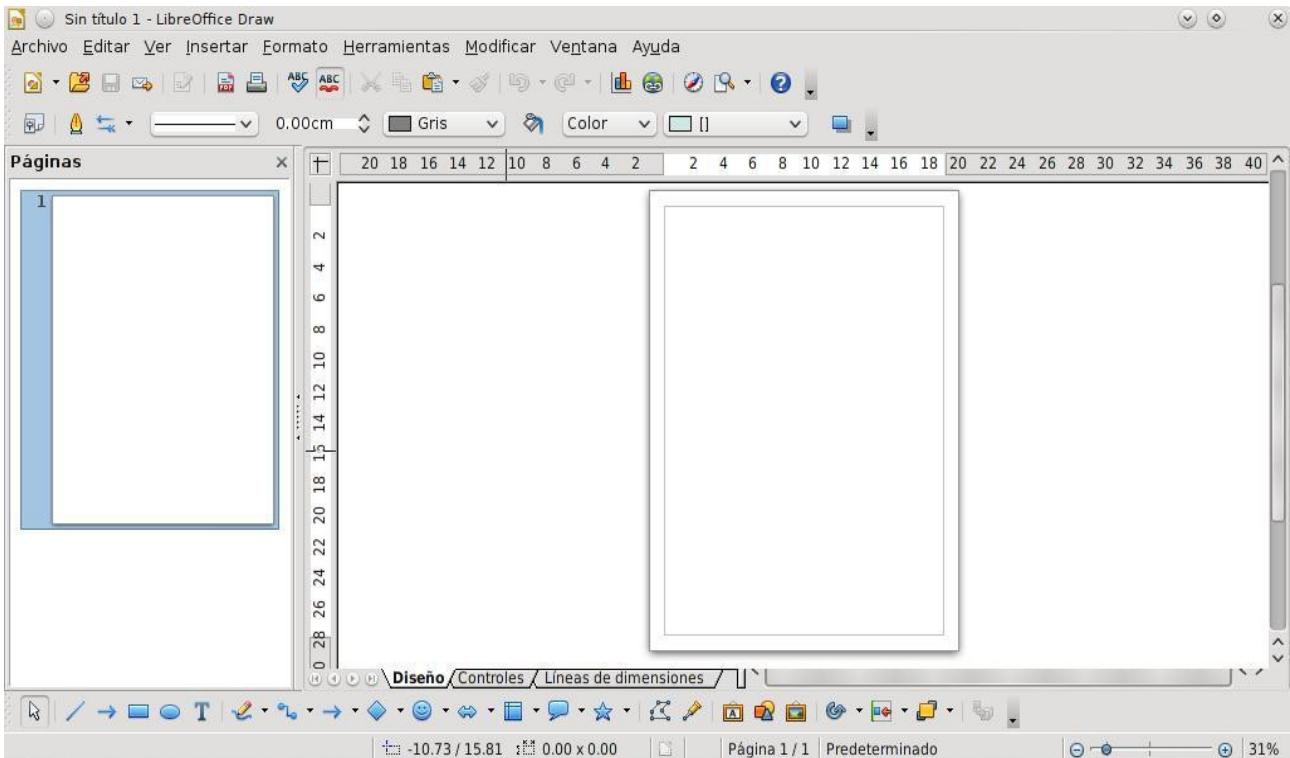 Sin título 1 - LibreOffice Draw
Archivo Editar Ver Insertar Formato Herramientas Modificar Ventana Ayuda
PDF ABC ABC
0.00cm Gris Color []
Páginas
20 18 16 14 12 10 8 6 4 2 2 4 6 8 10 12 14 16 18 20 22 24 26 28 30 32 34 36 38 40
1
2
4
6
8
10
12
14
18
20
22
24
26
28
Diseño Controles Líneas de dimensiones
T A
-10.73 / 15.81 0.00 x 0.00 Página 1 / 1 Predeterminado 31%